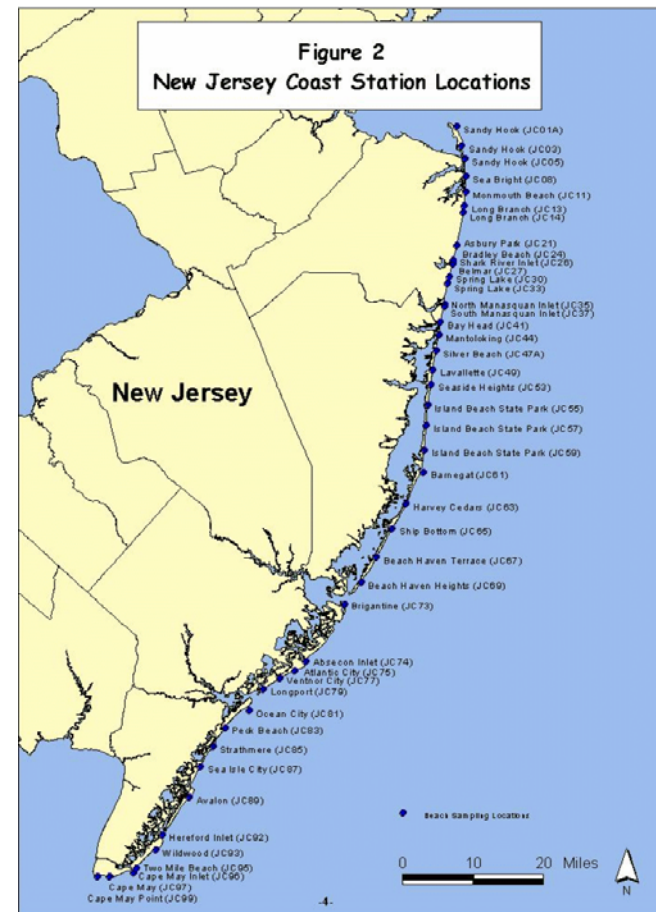 Figure 2
New Jersey Coast Station Locations
Sandy Hook (JC01A)
Sandy Hook (JC03)
Sandy Hook (JC05)
Sea Bright (JC08)
Monmouth Beach (JC11)
Long Branch (JC13)
Long Branch (JC14)
Asbury Park (JC21)
Bradley Beach (JC24)
Shark River Inlet (JC26)
Belmar (JC27)
Spring Lake (JC30)
Spring Lake (JC33)
North Manasquan Inlet (JC35)
South Manasquan Inlet (JC37)
Bay Head (JC41)
Mantoloking (JC44)
Silver Beach (JC47A)
Lavallette (JC49)
Seaside Heights (JC53)
New Jersey
Island Beach State Park (JC55)
Island Beach State Park (JC57)
Island Beach State Park (JC59)
Barnegat (JC61)
Harvey Cedars (JC63)
Ship Bottom (JC65)
Beach Haven Terrace (JC67)
Beach Haven Heights (JC69)
Brigantine (JC73)
Absecon Inlet (JC74)
Atlantic City (JC75)
Ventnor City (JC77)
Longport (JC79)
Ocean City (JC81)
Peck Beach (JC83)
Strathmere (JC85)
Sea Isle City (JC87)
Avalon (JC89)
Beach Sampling Locations
Hereford Inlet (JC92)
Wildwood (JC93)
Two Mile Beach (JC95)
Cape May Inlet (JC96)
Cape May (JC97)
Cape May Point (JC99)
0 10 20 Miles
N
-4-